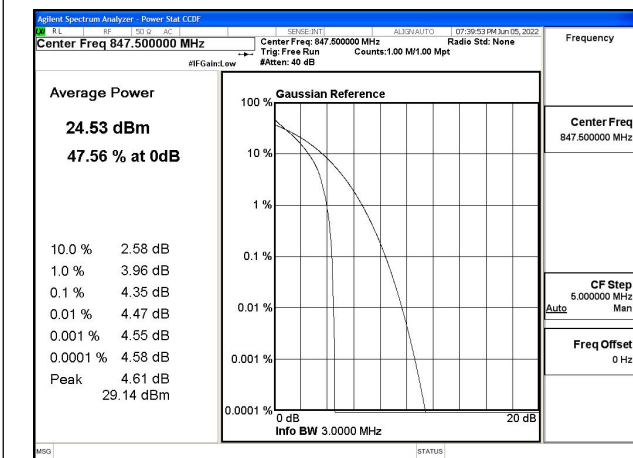 Agilent Spectrum Analyzer - Power Stat CCDF
LXI RL RF 50 Ω AC SENSE:INT ALIGN AUTO 07:39:53 PM Jun 05, 2022
Center Freq 847.500000 MHz
Center Freq: 847.500000 MHz Radio Std: None
Trig: Free Run Counts:1.00 M/1.00 Mpt
#IFGain:Low #Atten: 40 dB
Frequency
Average Power
24.53 dBm
47.56 % at 0dB
10.0 % 2.58 dB
1.0 % 3.96 dB
0.1 % 4.35 dB
0.01 % 4.47 dB
0.001 % 4.55 dB
0.0001 % 4.58 dB
Peak 4.61 dB
29.14 dBm
Gaussian Reference
100 %
10 %
1 %
0.1 %
0.01 %
0.001 %
0.0001 %
0 dB 20 dB
Info BW 3.0000 MHz
Center Freq
847.500000 MHz
CF Step
5.000000 MHz
Auto Man
Freq Offset
0 Hz
MSG STATUS